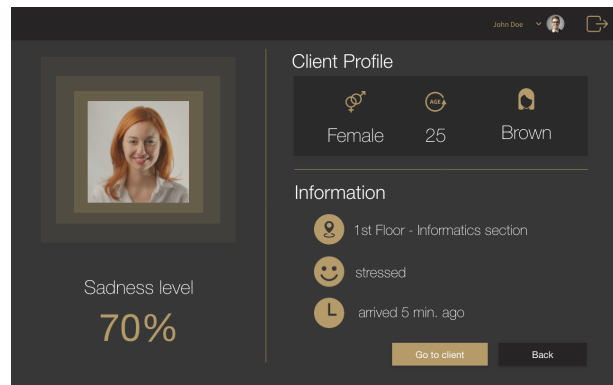 John Doe
Client Profile
AGE
Female
25
Brown
Information
1st Floor - Informatics section
stressed
arrived 5 min. ago
Sadness level
70%
Go to client
Back